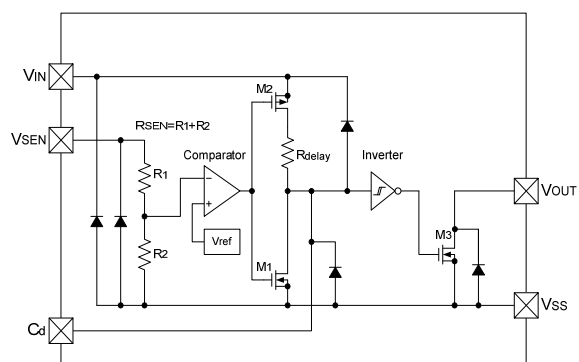 VIN
M2
RSEN=R1+R2
VSEN
Comparator
Rdelay
Inverter
R1
−
+
VOUT
Vref
R2
M1
M3
VSS
Cd